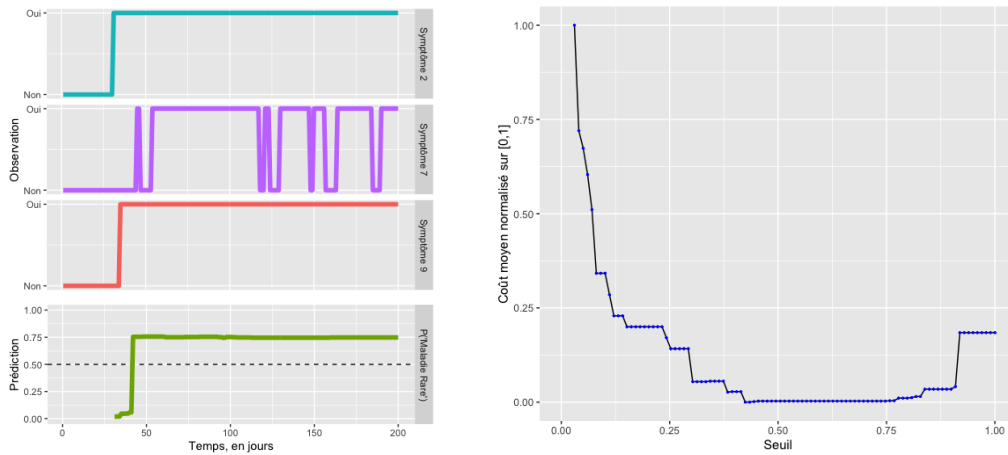 Oui
Non
Symptôme 2
Oui
Non
Symptôme 7
Observation
Oui
Non
Symptôme 9
1.00
0.75
0.50
0.25
0.00
Prédiction
P('Maladie Rare')
0
50
100
150
200
Temps, en jours
1.00
0.75
0.50
0.25
0.00
Coût moyen normalisé sur [0,1]
0.00
0.25
0.50
0.75
1.00
Seuil